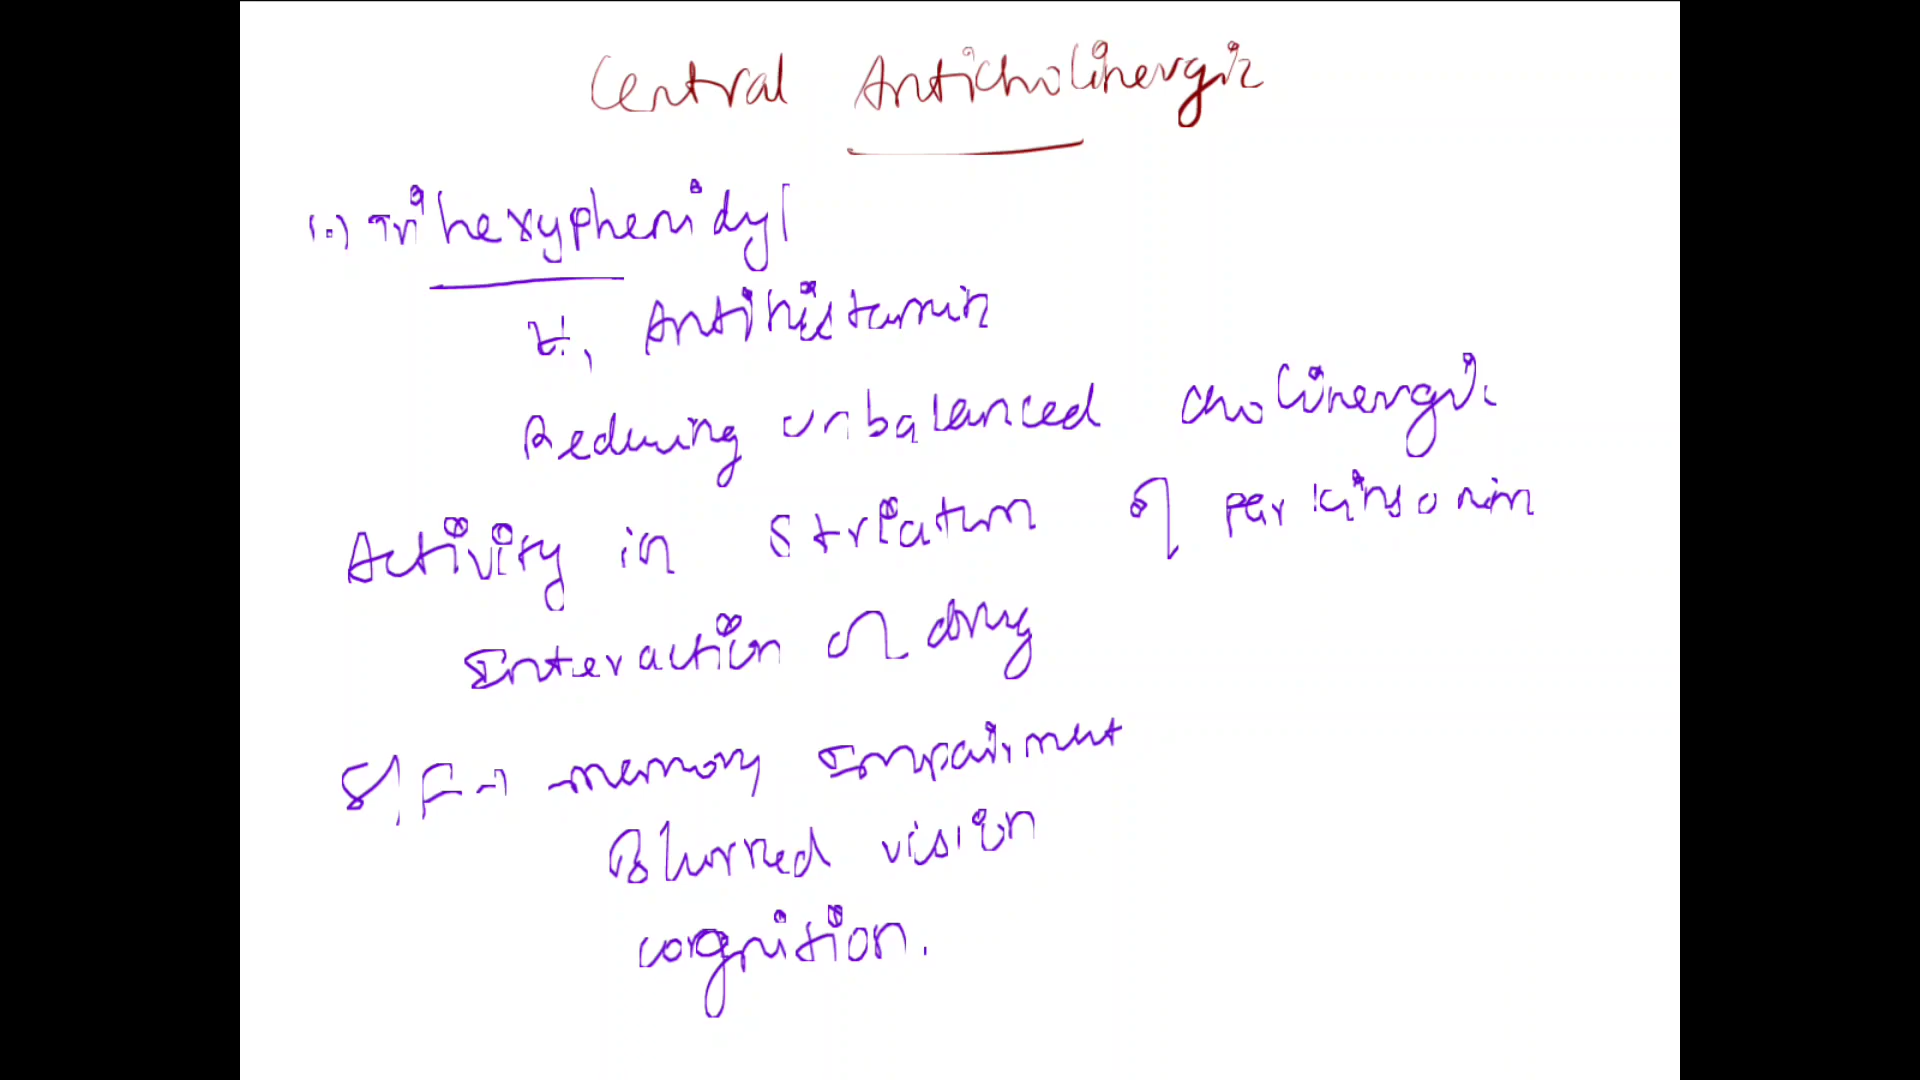 Central Anticholinergic
1.) Trihexyphenidyl
H1 Antihistamin
Reducing unbalanced cholinergic
Activity in Striatum of parkinsonism
Interaction of drug
S/F → memory Impairment
Blurred vision
cognition.